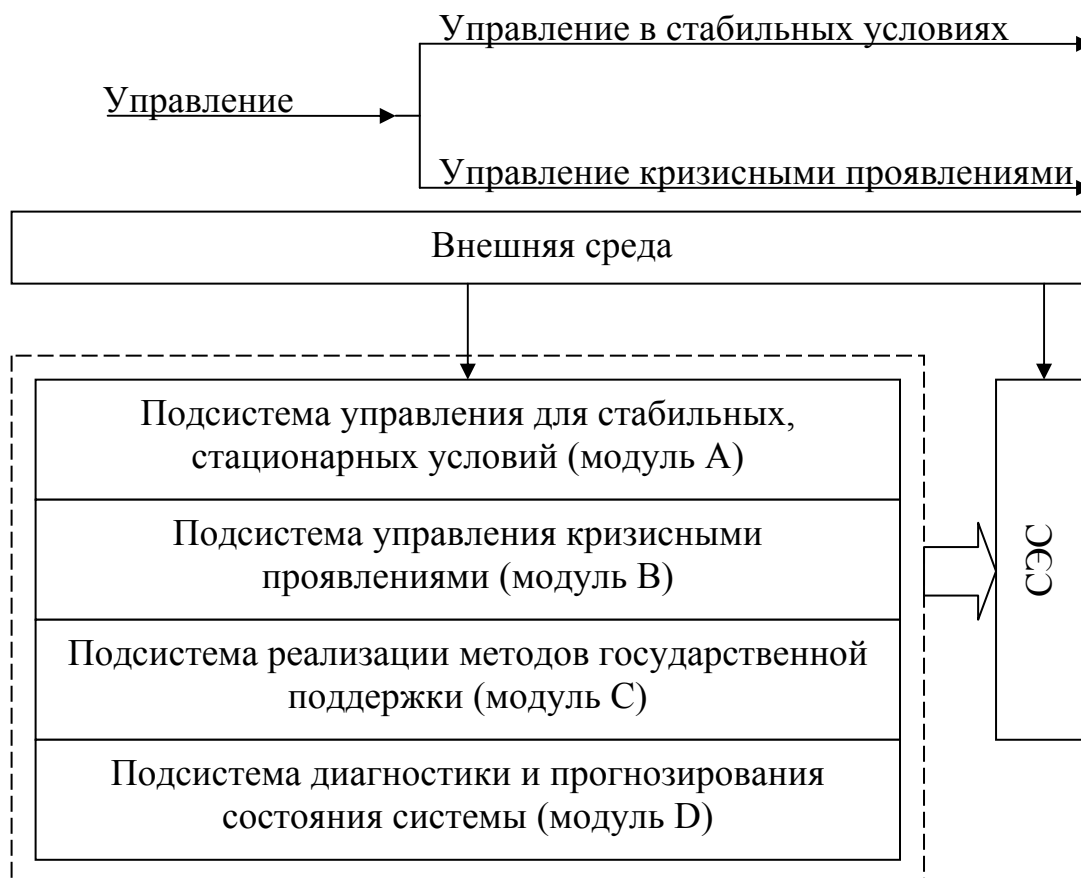 Управление в стабильных условиях
Управление
Управление кризисными проявлениями
Внешняя среда
Подсистема управления для стабильных,
стационарных условий (модуль A)
Подсистема управления кризисными
проявлениями (модуль B)
Подсистема реализации методов государственной
поддержки (модуль C)
Подсистема диагностики и прогнозирования
состояния системы (модуль D)
СЭС